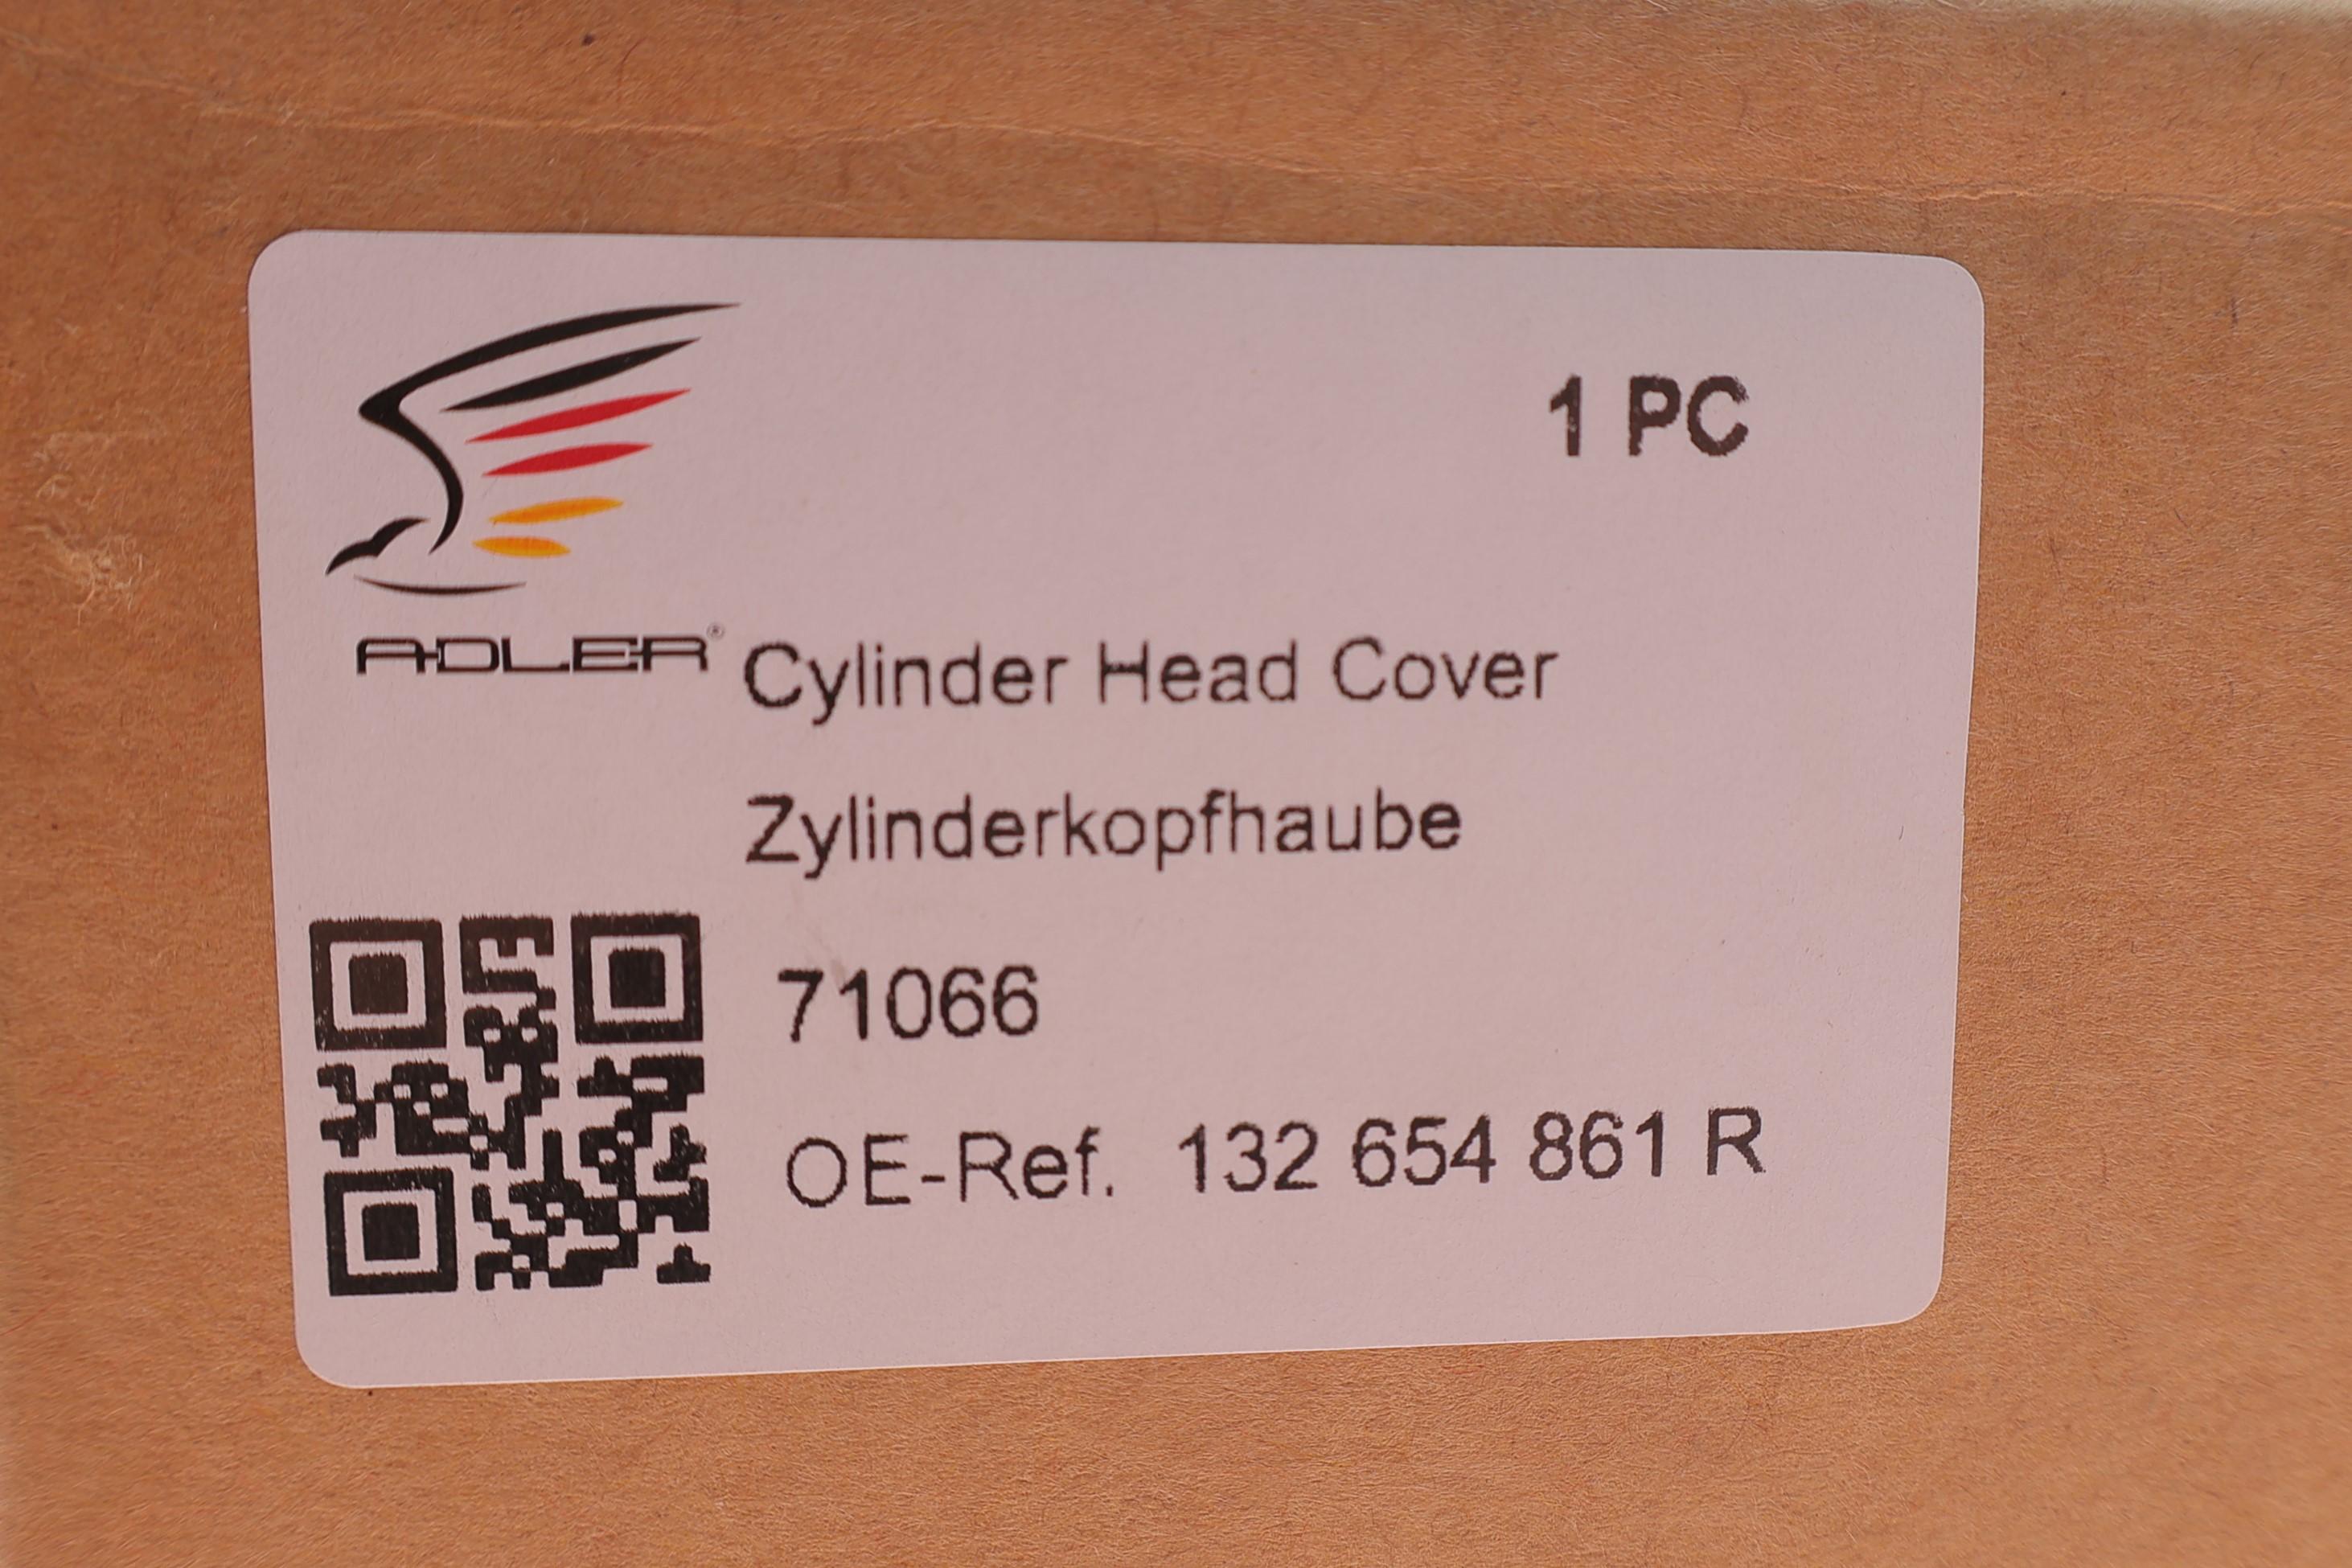 1 PC
ADLER®
Cylinder Head Cover
Zylinderkopfhaube
71066
OE-Ref. 132 654 861 R